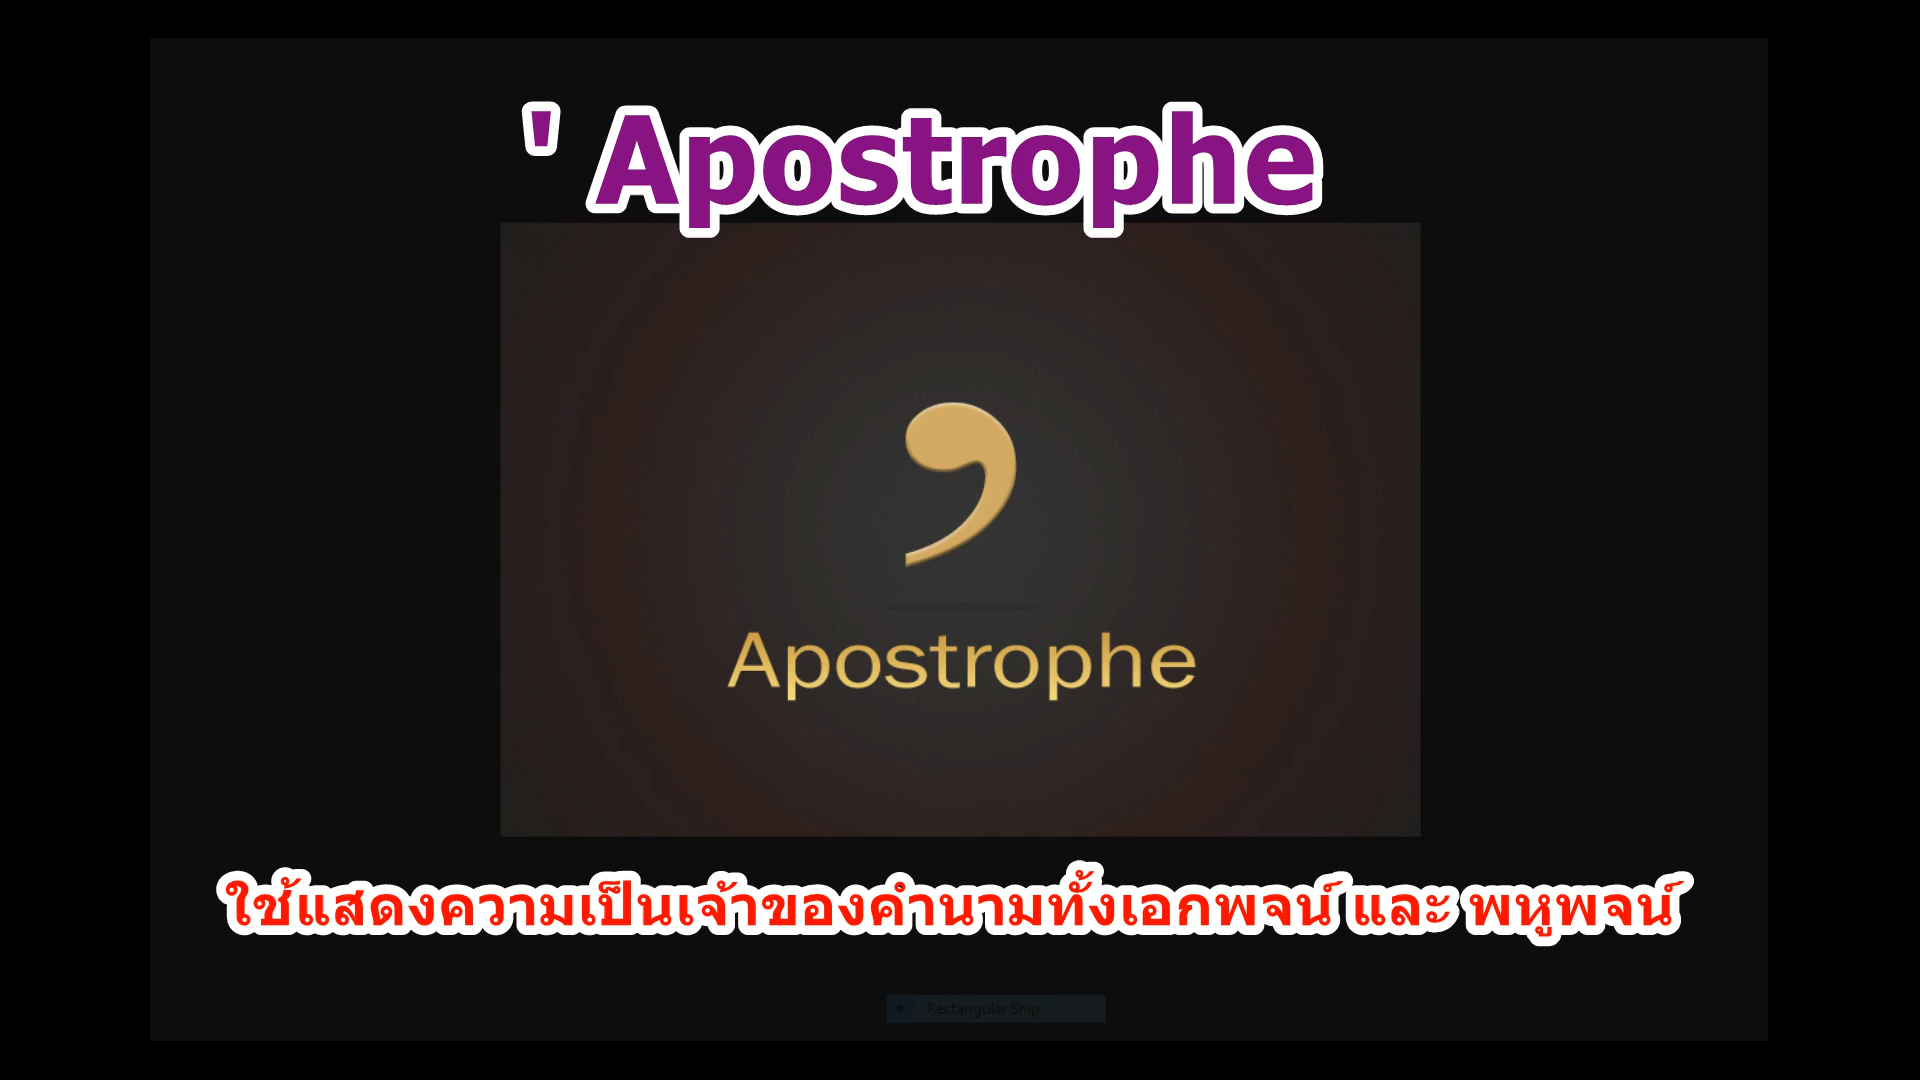 ' Apostrophe
,
Apostrophe
ใช้แสดงความเป็นเจ้าของคำนามทั้งเอกพจน์ และ พหูพจน์
Rectangular Snip